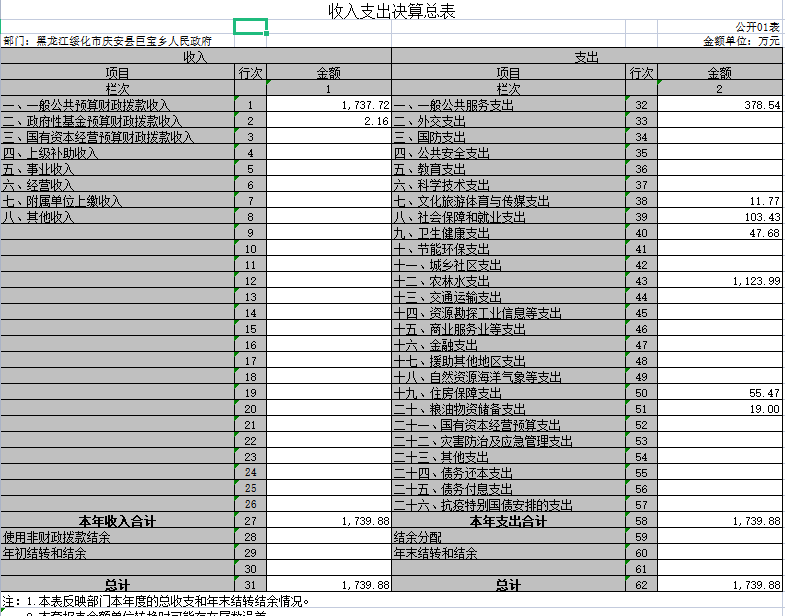 收入支出决算总表
公开01表
部门：黑龙江绥化市庆安县巨宝乡人民政府 金额单位：万元
收入 支出
项目 行次 金额 项目 行次 金额
栏次 1 栏次 2
一、一般公共预算财政拨款收入 1 1,737.72 一、一般公共服务支出 32 378.54
二、政府性基金预算财政拨款收入 2 2.16 二、外交支出 33
三、国有资本经营预算财政拨款收入 3 三、国防支出 34
四、上级补助收入 4 四、公共安全支出 35
五、事业收入 5 五、教育支出 36
六、经营收入 6 六、科学技术支出 37
七、附属单位上缴收入 7 七、文化旅游体育与传媒支出 38 11.77
八、其他收入 8 八、社会保障和就业支出 39 103.43
9 九、卫生健康支出 40 47.68
10 十、节能环保支出 41
11 十一、城乡社区支出 42
12 十二、农林水支出 43 1,123.99
13 十三、交通运输支出 44
14 十四、资源勘探工业信息等支出 45
15 十五、商业服务业等支出 46
16 十六、金融支出 47
17 十七、援助其他地区支出 48
18 十八、自然资源海洋气象等支出 49
19 十九、住房保障支出 50 55.47
20 二十、粮油物资储备支出 51 19.00
21 二十一、国有资本经营预算支出 52
22 二十二、灾害防治及应急管理支出 53
23 二十三、其他支出 54
24 二十四、债务还本支出 55
25 二十五、债务付息支出 56
26 二十六、抗疫特别国债安排的支出 57
本年收入合计 27 1,739.88 本年支出合计 58 1,739.88
使用非财政拨款结余 28 结余分配 59
年初结转和结余 29 年末结转和结余 60
30 61
总计 31 1,739.88 总计 62 1,739.88
注：1.本表反映部门本年度的总收支和年末结转结余情况。